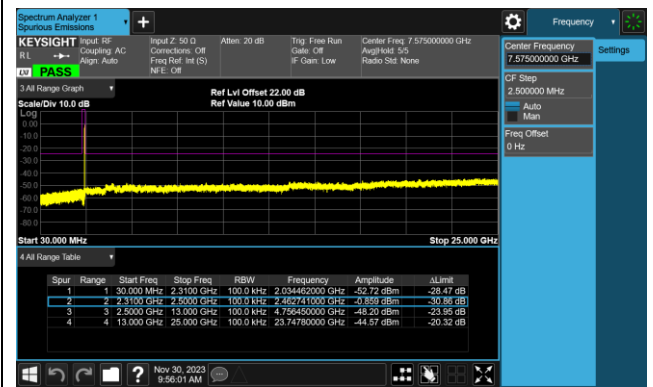 Spectrum Analyzer 1
Spurious Emissions
Frequency
KEYSIGHT
Input: RF
Input Z: 50 Ω
Atten: 20 dB
Trig: Free Run
Center Freq: 7.575000000 GHz
RL
Coupling: AC
Corrections: Off
Gate: Off
Avg|Hold: 5/5
Align: Auto
Freq Ref: Int (S)
IF Gain: Low
Radio Std: None
NFE: Off
LXI
PASS
Center Frequency
7.575000000 GHz
Settings
CF Step
2.500000 MHz
Auto
Man
Freq Offset
0 Hz
3 All Range Graph
Ref Lvl Offset 22.00 dB
Scale/Div 10.0 dB
Ref Value 10.00 dBm
Log
0.00
-10.0
-20.0
-30.0
-40.0
-50.0
-60.0
-70.0
-80.0
Start 30.000 MHz
Stop 25.000 GHz
4 All Range Table
Spur Range Start Freq Stop Freq RBW Frequency Amplitude ΔLimit
1 1 30.000 MHz 2.3100 GHz 100.0 kHz 2.034462000 GHz -52.72 dBm -28.47 dB
2 2 2.3100 GHz 2.5000 GHz 100.0 kHz 2.462741000 GHz -0.859 dBm -30.86 dB
3 3 2.5000 GHz 13.000 GHz 100.0 kHz 4.756450000 GHz -48.20 dBm -23.95 dB
4 4 13.000 GHz 25.000 GHz 100.0 kHz 23.74780000 GHz -44.57 dBm -20.32 dB
Nov 30, 2023
9:56:01 AM